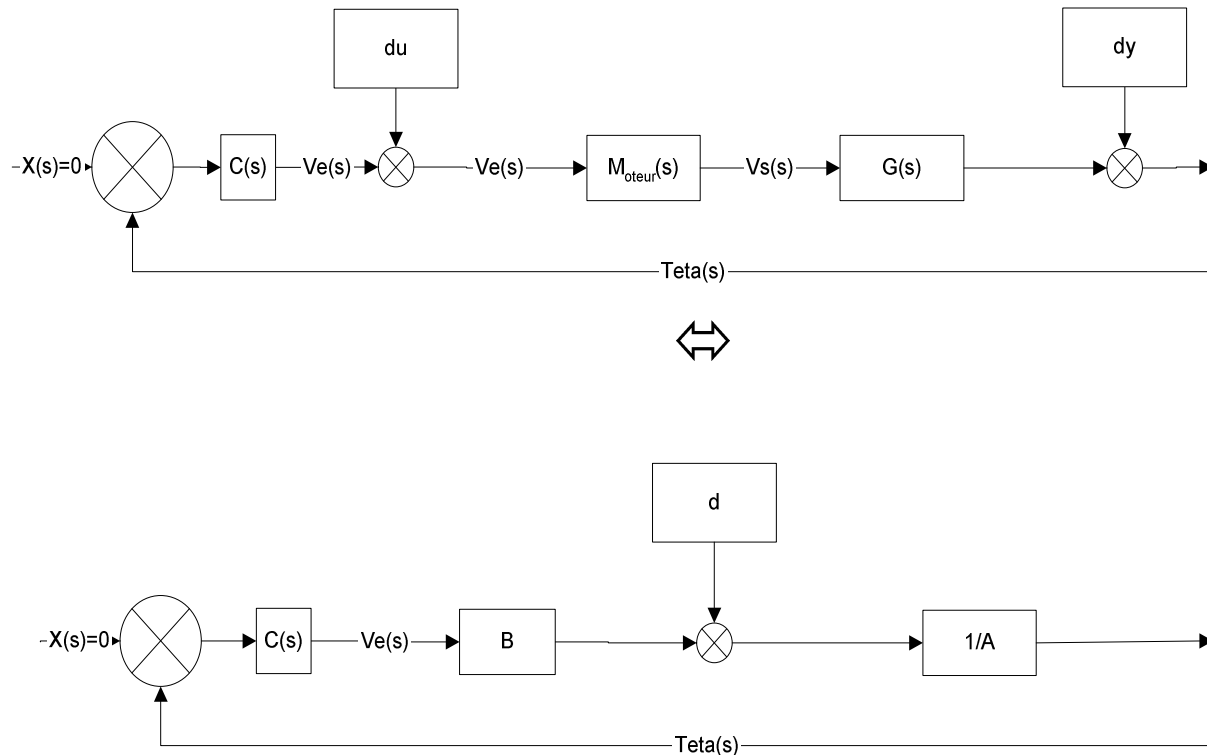 du
dy
X(s)=0
C(s)
Ve(s)
Ve(s)
Moteur(s)
Vs(s)
G(s)
Teta(s)
d
X(s)=0
C(s)
Ve(s)
B
1/A
Teta(s)